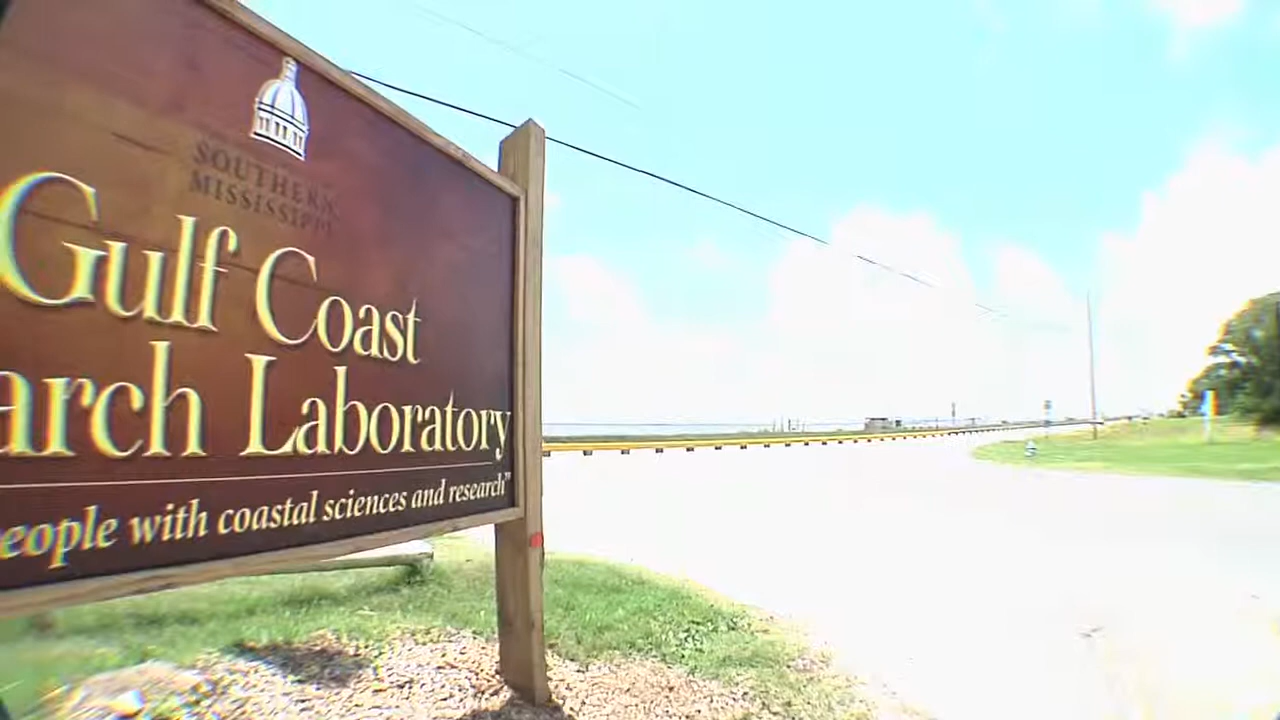 SOUTHERN
MISSISSIPPI
Gulf Coast
arch Laboratory
eople with coastal sciences and research"